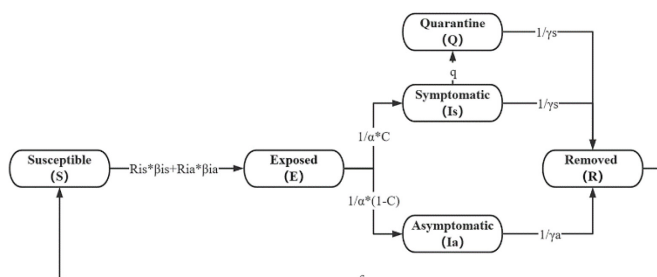 Quarantine
(Q)
1/γs
q
Symptomatic
(Is)
1/γs
1/α*C
Susceptible
(S)
Ris*βis+Ria*βia
Exposed
(E)
Removed
(R)
1/α*(1-C)
Asymptomatic
(Ia)
1/γa